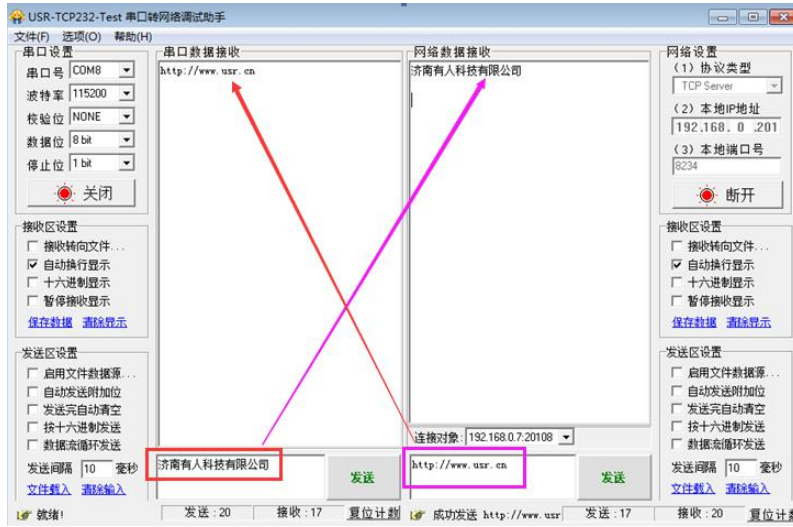 USR-TCP232-Test 串口转网络调试助手
文件(F) 选项(O) 帮助(H)
串口设置
串口号 COM8
波特率 115200
校验位 NONE
数据位 8 bit
停止位 1 bit
关闭
接收区设置
接收转向文件...
自动换行显示
十六进制显示
暂停接收显示
保存数据 清除显示
发送区设置
启用文件数据源...
自动发送附加位
发送完自动清空
按十六进制发送
数据流循环发送
发送间隔 10 毫秒
文件载入 清除输入
就绪!
串口数据接收
http://www.usr.cn
济南有人科技有限公司
发送
发送:20 接收:17 复位计数
网络数据接收
济南有人科技有限公司
连接对象: 192.168.0.7:20108
http://www.usr.cn
发送
成功发送 http://www.usr 发送:17 接收:20 复位计数
网络设置
(1) 协议类型
TCP Server
(2) 本地IP地址
192.168. 0 .201
(3) 本地端口号
8234
断开
接收区设置
接收转向文件...
自动换行显示
十六进制显示
暂停接收显示
保存数据 清除显示
发送区设置
启用文件数据源...
自动发送附加位
发送完自动清空
按十六进制发送
数据流循环发送
发送间隔 10 毫秒
文件载入 清除输入